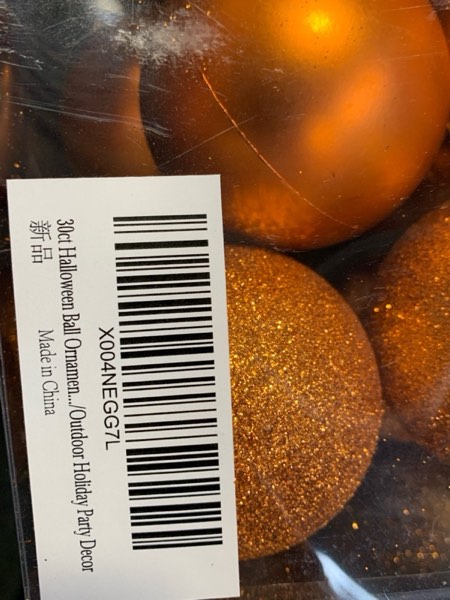 X004NEGG7L
30ct Halloween Ball Ornamen.../Outdoor Holiday Party Decor
新品
Made in China